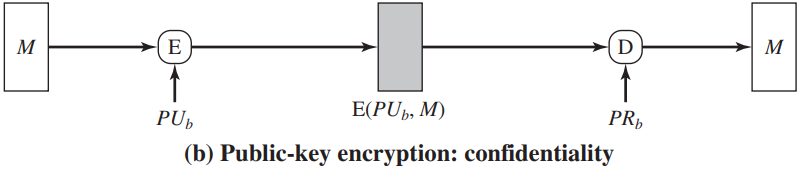 M
E
D
M
PU_b
E(PU_b, M)
PR_b
(b) Public-key encryption: confidentiality